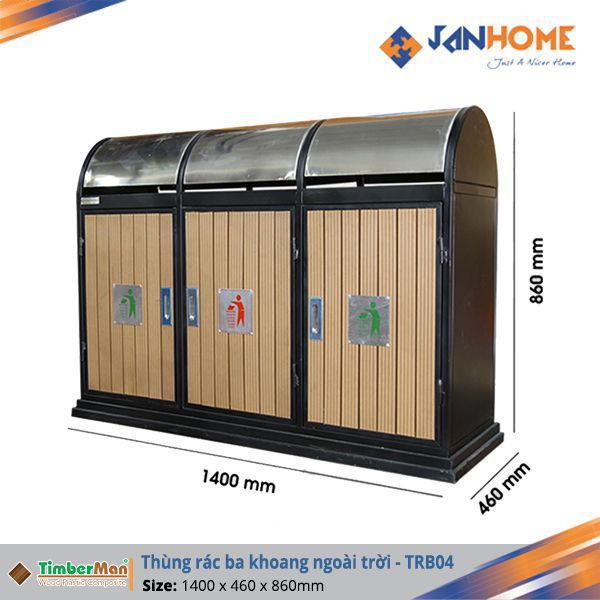 JANHOME
Just A Nicer Home
860 mm
1400 mm
460 mm
TimberMan®
Wood Plastic Composite
Thùng rác ba khoang ngoài trời - TRB04
Size: 1400 x 460 x 860mm